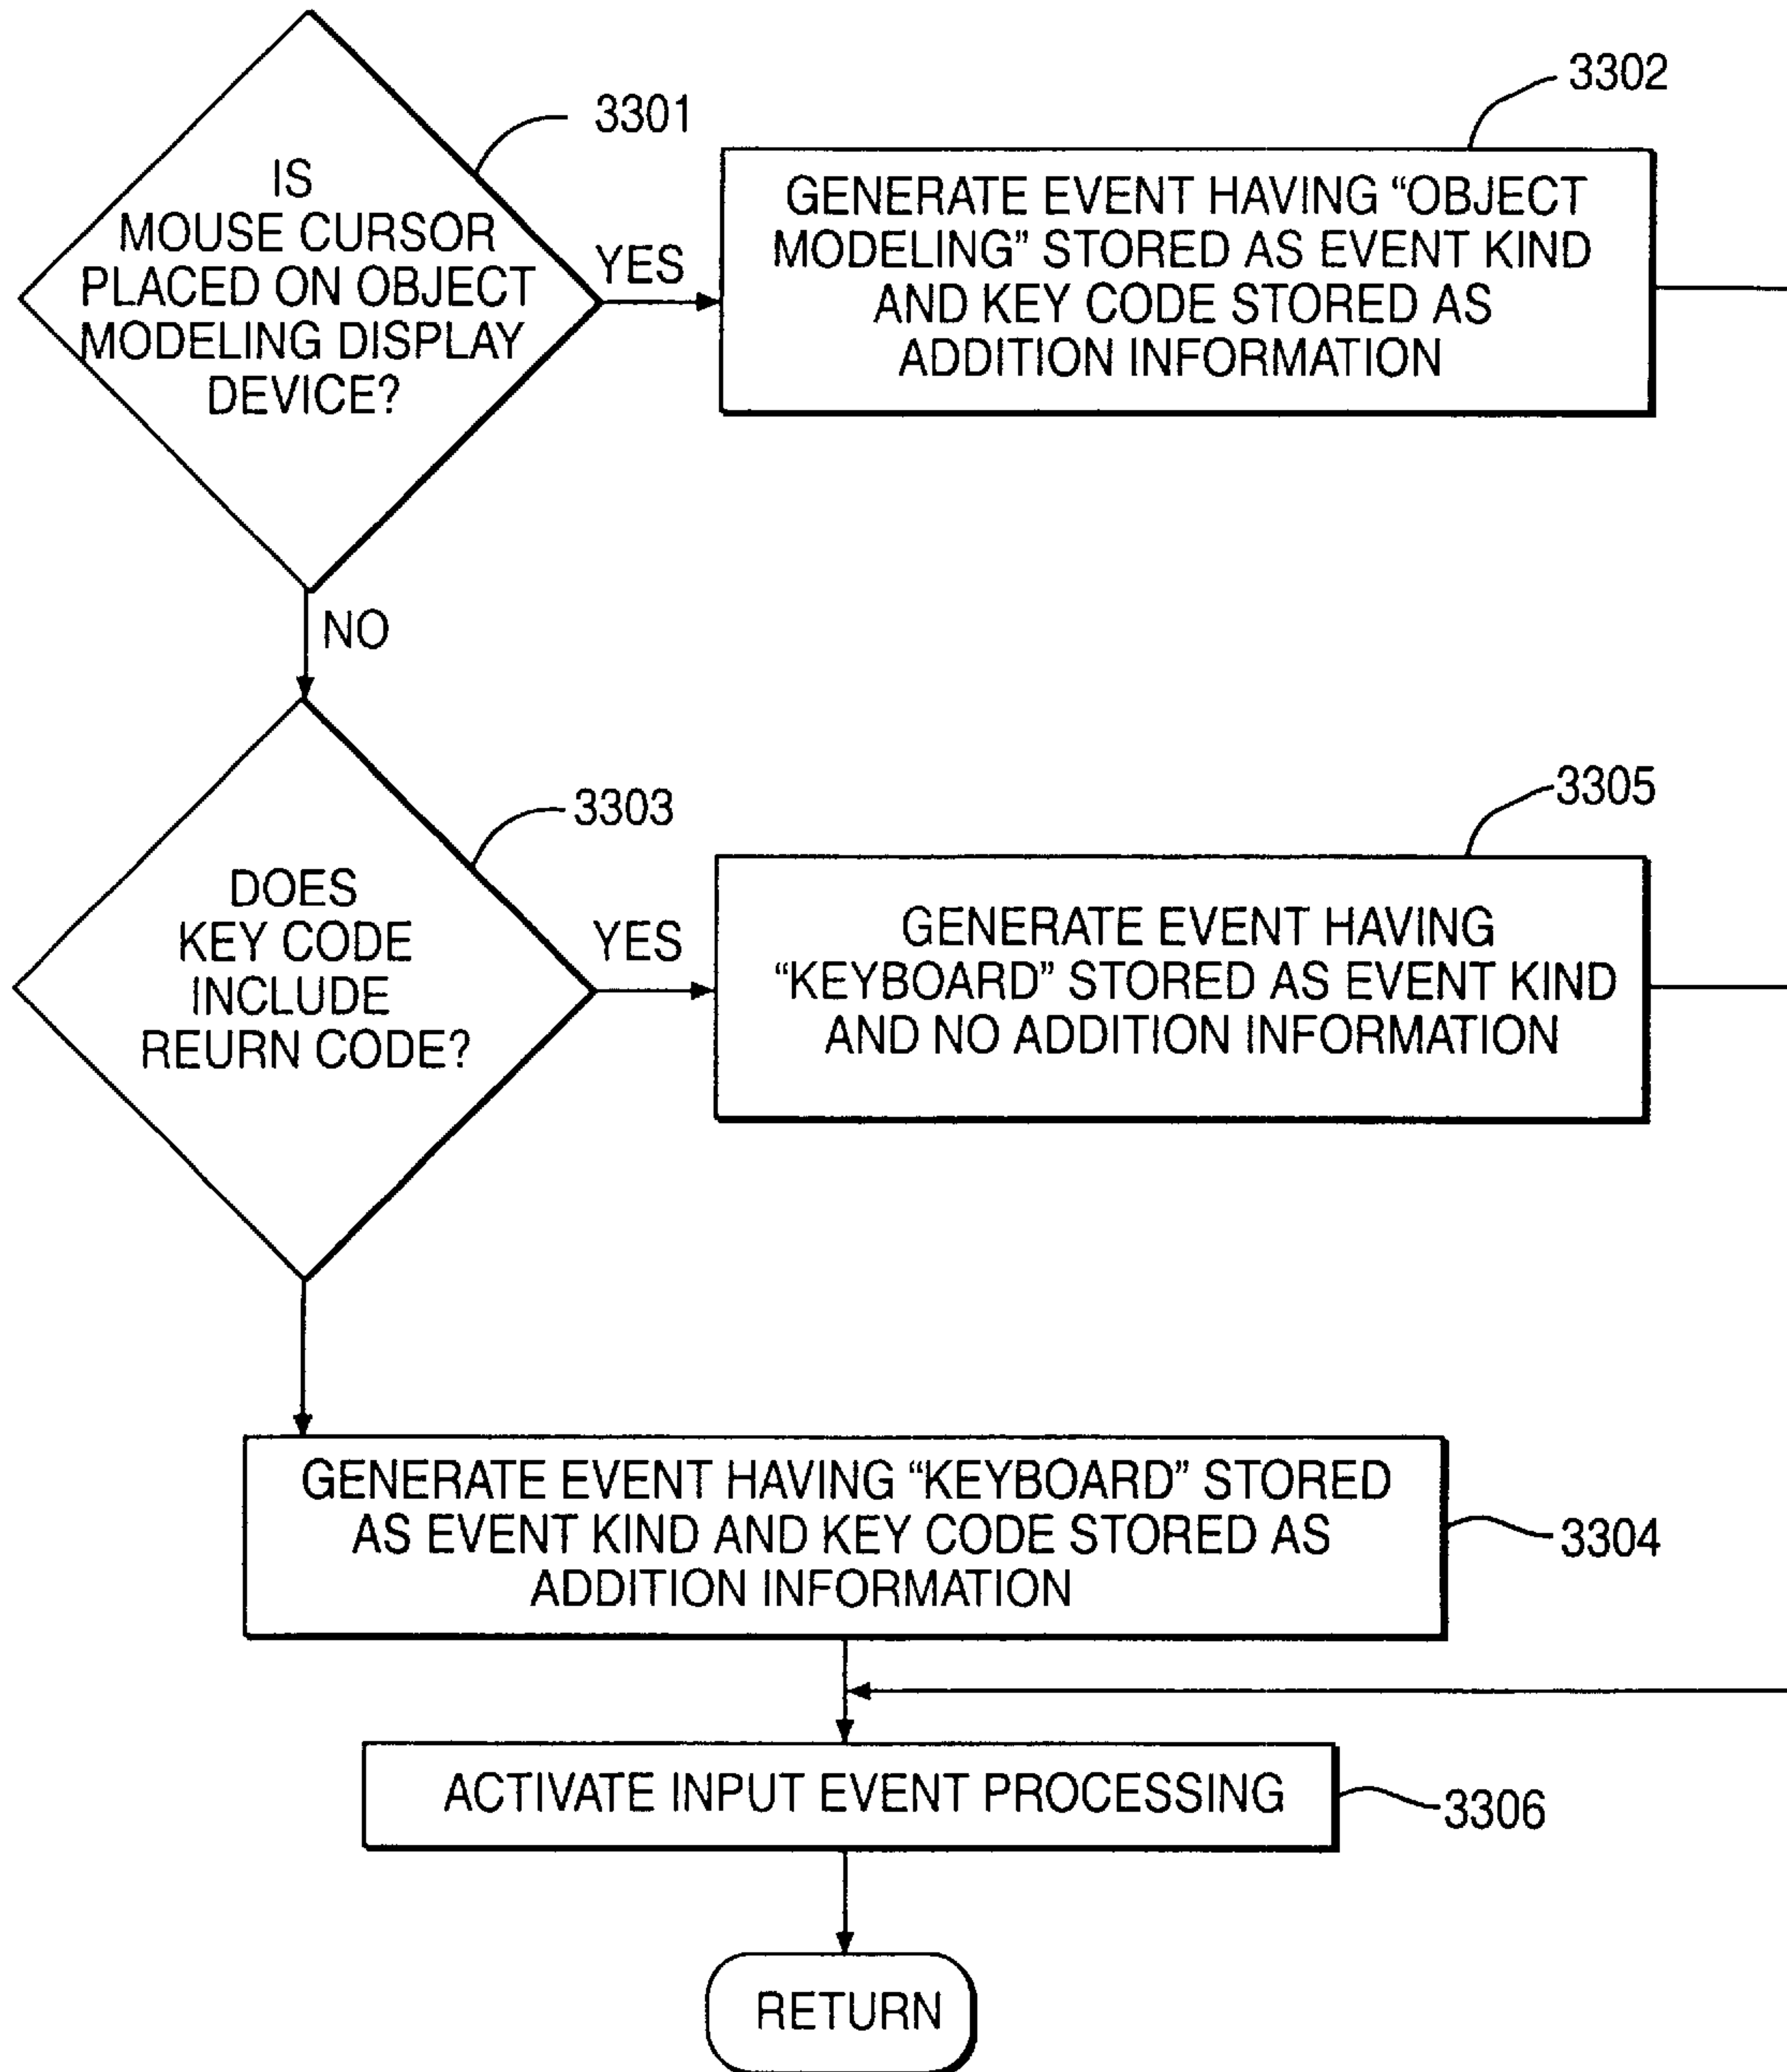 3301
IS
MOUSE CURSOR
PLACED ON OBJECT
MODELING DISPLAY
DEVICE?
YES
3302
GENERATE EVENT HAVING “OBJECT
MODELING” STORED AS EVENT KIND
AND KEY CODE STORED AS
ADDITION INFORMATION
NO
3303
DOES
KEY CODE
INCLUDE
REURN CODE?
YES
3305
GENERATE EVENT HAVING
“KEYBOARD” STORED AS EVENT KIND
AND NO ADDITION INFORMATION
GENERATE EVENT HAVING “KEYBOARD” STORED
AS EVENT KIND AND KEY CODE STORED AS
ADDITION INFORMATION
3304
ACTIVATE INPUT EVENT PROCESSING
3306
RETURN